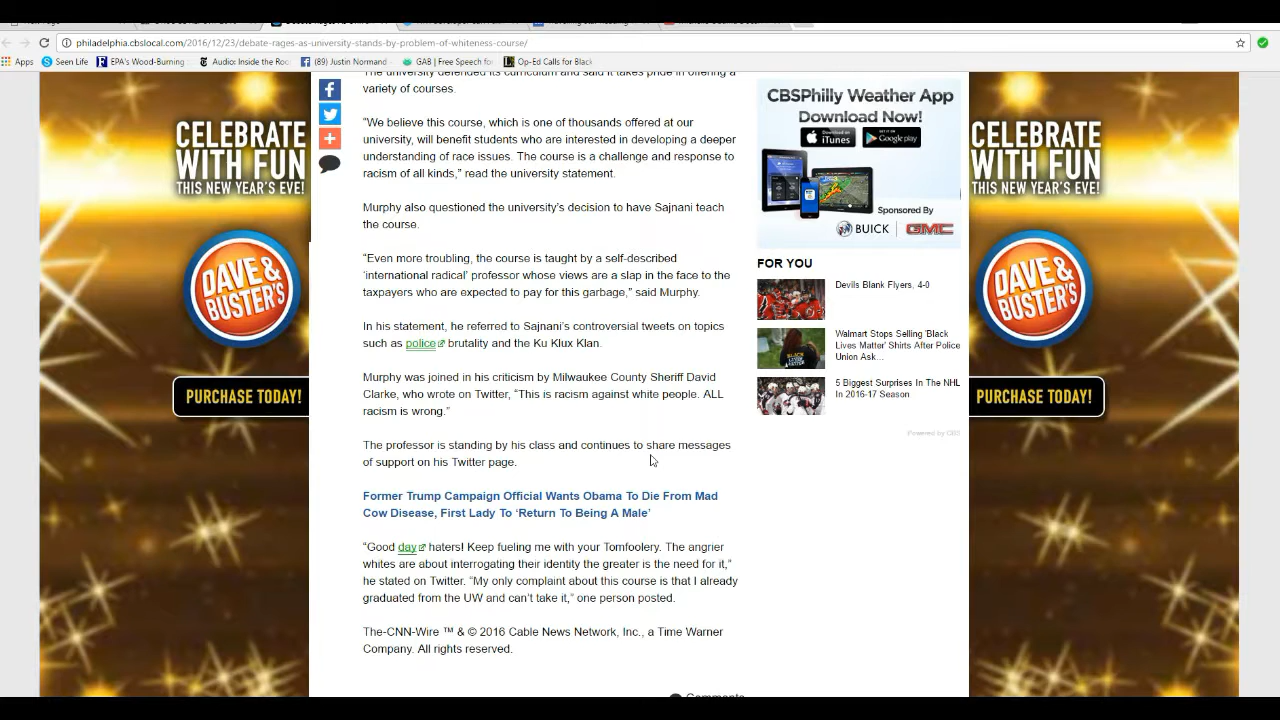 philadelphia.cbslocal.com/2016/12/23/debate-rages-as-university-stands-by-problem-of-whiteness-course/
Apps Seen Life EPA's Wood-Burning Audio: Inside the Roo (89) Justin Normand GAB | Free Speech fo Op-Ed Calls for Black
The university defended its curriculum and said it takes pride in offering a
variety of courses.
"We believe this course, which is one of thousands offered at our
university, will benefit students who are interested in developing a deeper
understanding of race issues. The course is a challenge and response to
racism of all kinds," read the university statement.
Murphy also questioned the university's decision to have Sajnani teach
the course.
"Even more troubling, the course is taught by a self-described
'international radical' professor whose views are a slap in the face to the
taxpayers who are expected to pay for this garbage," said Murphy.
In his statement, he referred to Sajnani's controversial tweets on topics
such as police brutality and the Ku Klux Klan.
Murphy was joined in his criticism by Milwaukee County Sheriff David
Clarke, who wrote on Twitter, "This is racism against white people. ALL
racism is wrong."
The professor is standing by his class and continues to share messages
of support on his Twitter page.
Former Trump Campaign Official Wants Obama To Die From Mad
Cow Disease, First Lady To 'Return To Being A Male'
"Good day haters! Keep fueling me with your Tomfoolery. The angrier
whites are about interrogating their identity the greater is the need for it,"
he stated on Twitter. "My only complaint about this course is that I already
graduated from the UW and can't take it," one person posted.
The-CNN-Wire ™ & © 2016 Cable News Network, Inc., a Time Warner
Company. All rights reserved.
Comments
CBSPhilly Weather App
Download Now!
iTunes
Google play
Sponsored By
BUICK GMC
FOR YOU
Devils Blank Flyers, 4-0
Walmart Stops Selling 'Black
Lives Matter' Shirts After Police
Union Ask...
5 Biggest Surprises In The NHL
In 2016-17 Season
Powered by CBS
CELEBRATE
WITH FUN
THIS NEW YEAR'S EVE!
DAVE &
BUSTER'S
PURCHASE TODAY!
CELEBRATE
WITH FUN
THIS NEW YEAR'S EVE!
DAVE &
BUSTER'S
PURCHASE TODAY!